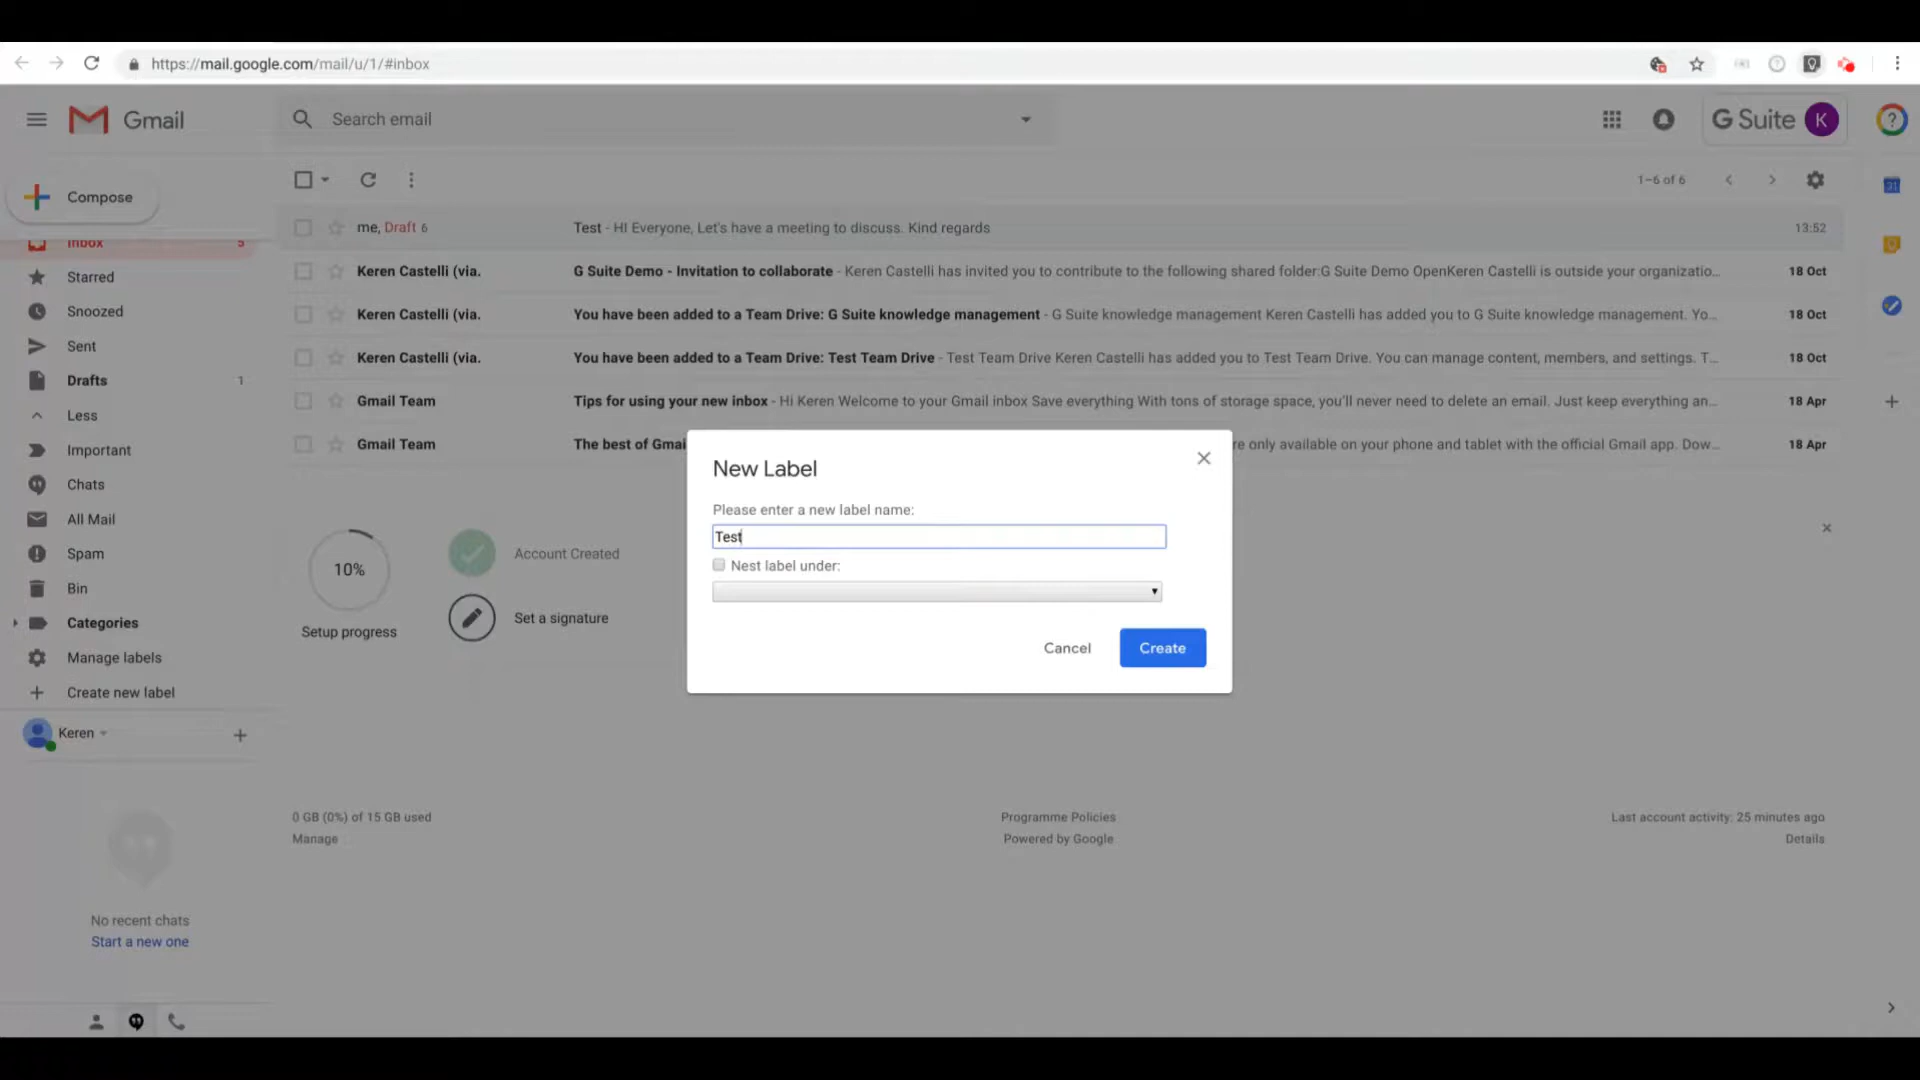 https://mail.google.com/mail/u/1/#inbox
Gmail
Search email
G Suite K
Compose
1–6 of 6
Inbox 5
Starred
Snoozed
Sent
Drafts 1
Less
Important
Chats
All Mail
Spam
Bin
Categories
Manage labels
Create new label
Keren
No recent chats
Start a new one
me, Draft 6 Test - HI Everyone, Let's have a meeting to discuss. Kind regards 13:52
Keren Castelli (via. G Suite Demo - Invitation to collaborate - Keren Castelli has invited you to contribute to the following shared folder:G Suite Demo OpenKeren Castelli is outside your organizatio... 18 Oct
Keren Castelli (via. You have been added to a Team Drive: G Suite knowledge management - G Suite knowledge management Keren Castelli has added you to G Suite knowledge management. Yo... 18 Oct
Keren Castelli (via. You have been added to a Team Drive: Test Team Drive - Test Team Drive Keren Castelli has added you to Test Team Drive. You can manage content, members, and settings. T... 18 Oct
Gmail Team Tips for using your new inbox - Hi Keren Welcome to your Gmail inbox Save everything With tons of storage space, you'll never need to delete an email. Just keep everything an... 18 Apr
Gmail Team The best of Gmai re only available on your phone and tablet with the official Gmail app. Dow... 18 Apr
New Label
Please enter a new label name:
Test
Nest label under:
Cancel Create
10%
Setup progress
Account Created
Set a signature
0 GB (0%) of 15 GB used
Manage
Programme Policies
Powered by Google
Last account activity: 25 minutes ago
Details
31